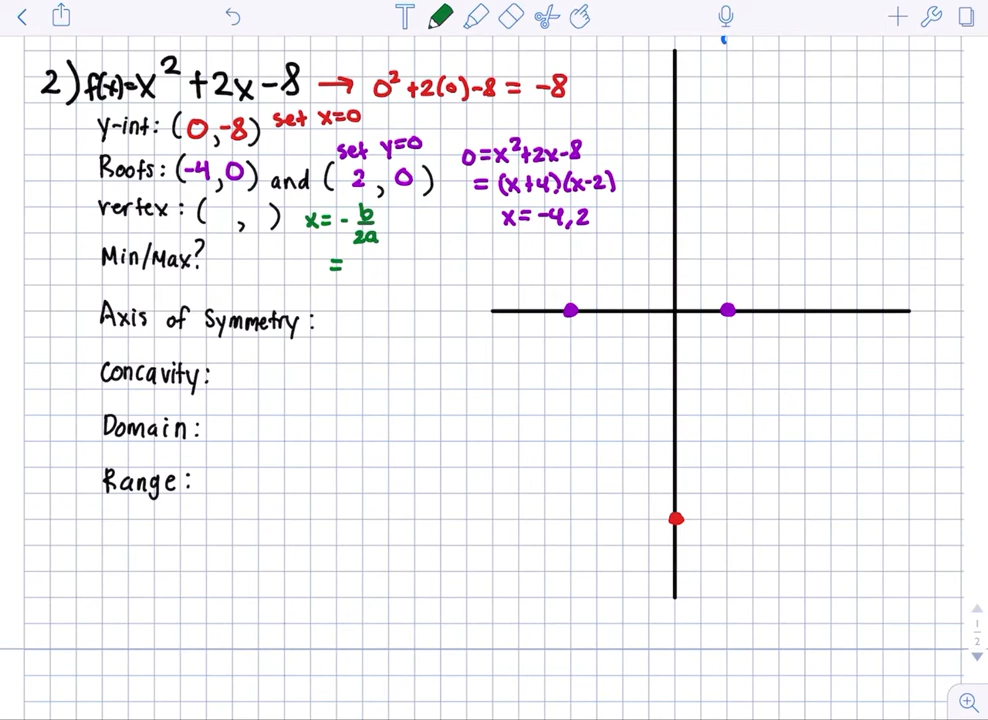 2) f(x)=x² +2x-8 → 0²+2(0)-8 = -8
y-int: (0,-8) set x=0
set y=0
Roots: (-4,0) and (2,0)
0=x²+2x-8
= (x+4)(x-2)
x= -4,2
vertex: ( , ) x= - b/2a
=
Min/Max?
Axis of Symmetry:
Concavity:
Domain:
Range:
T
1
2